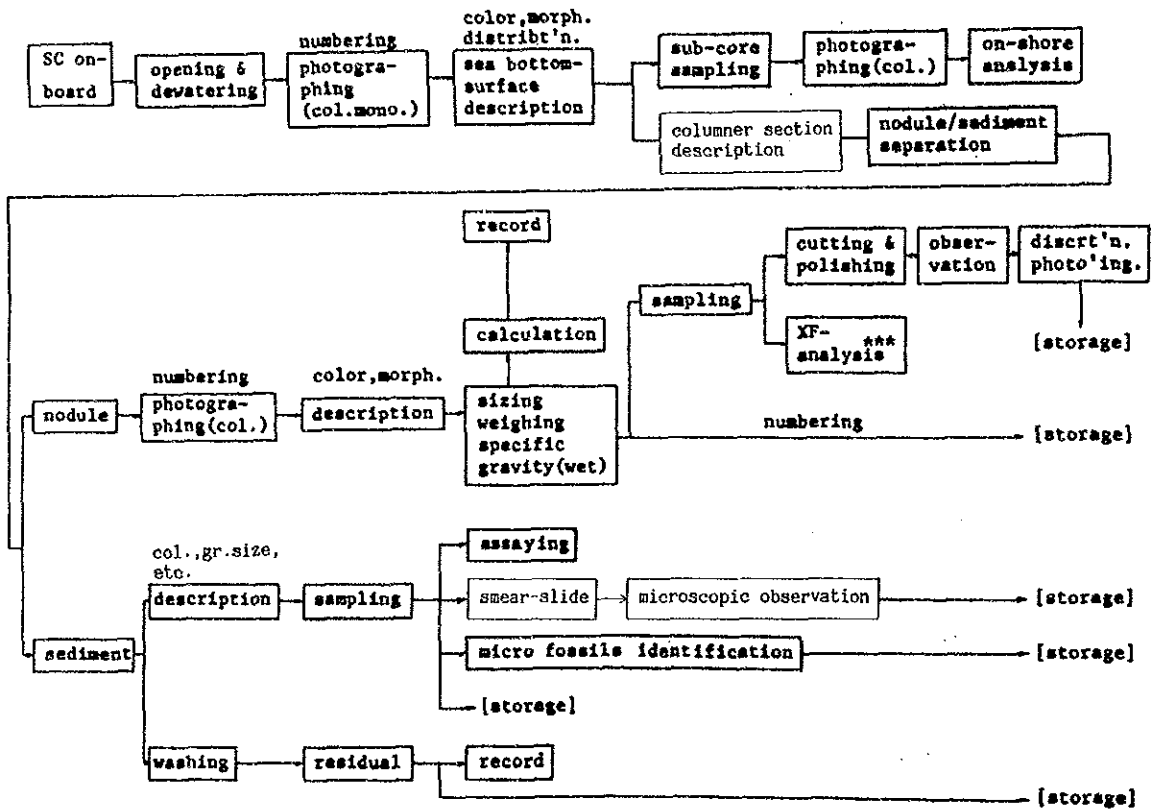 SC on-
board
opening &
dewatering
numbering
photogra-
phing
(col.mono.)
color,morph.
distribt'n.
sea bottom-
surface
description
sub-core
sampling
photogra-
phing(col.)
on-shore
analysis
columner section
description
nodule/sediment
separation
record
calculation
nodule
numbering
photogra-
phing(col.)
color,morph.
description
sizing
weighing
specific
gravity(wet)
sampling
cutting &
polishing
obser-
vation
discrt'n.
photo'ing.
[storage]
XF-
analysis***
numbering
[storage]
sediment
col.,gr.size,
etc.
description
sampling
assaying
smear-slide
microscopic observation
[storage]
micro fossils identification
[storage]
[storage]
washing
residual
record
[storage]